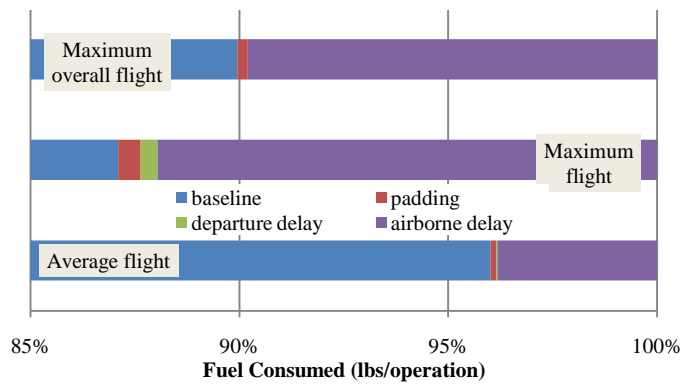 Maximum
overall flight
Maximum
flight
baseline padding
departure delay airborne delay
Average flight
85% 90% 95% 100%
Fuel Consumed (lbs/operation)